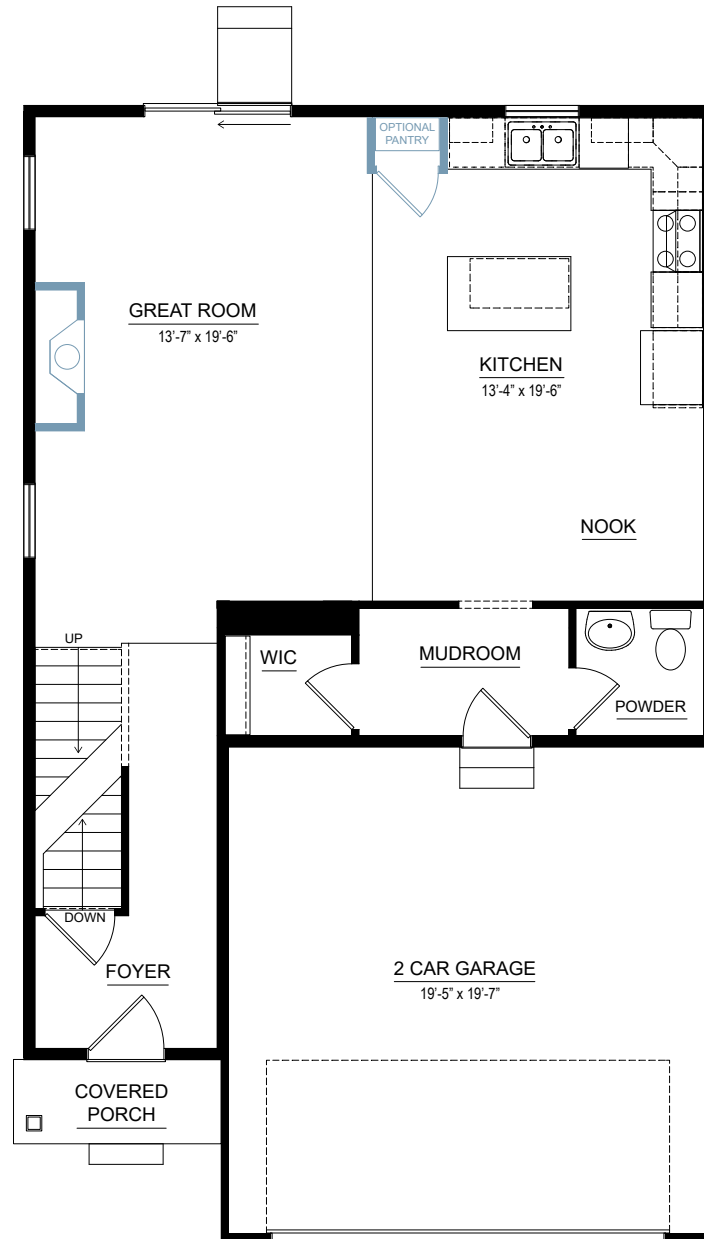 OPTIONAL
PANTRY
GREAT ROOM
13'-7" x 19'-6"
KITCHEN
13'-4" x 19'-6"
NOOK
UP
WIC
MUDROOM
POWDER
DOWN
FOYER
2 CAR GARAGE
19'-5" x 19'-7"
COVERED
PORCH